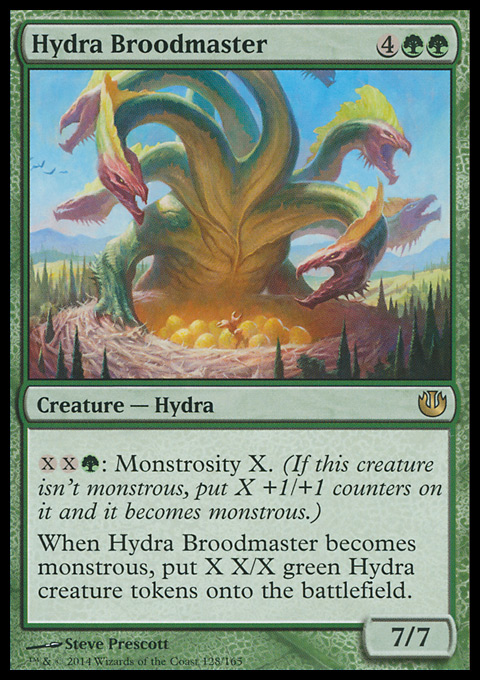 Hydra Broodmaster 4
Creature — Hydra
X X : Monstrosity X. (If this creature
isn't monstrous, put X +1/+1 counters on
it and it becomes monstrous.)
When Hydra Broodmaster becomes
monstrous, put X X/X green Hydra
creature tokens onto the battlefield.
Steve Prescott
7/7
™ & © 2014 Wizards of the Coast 128/165